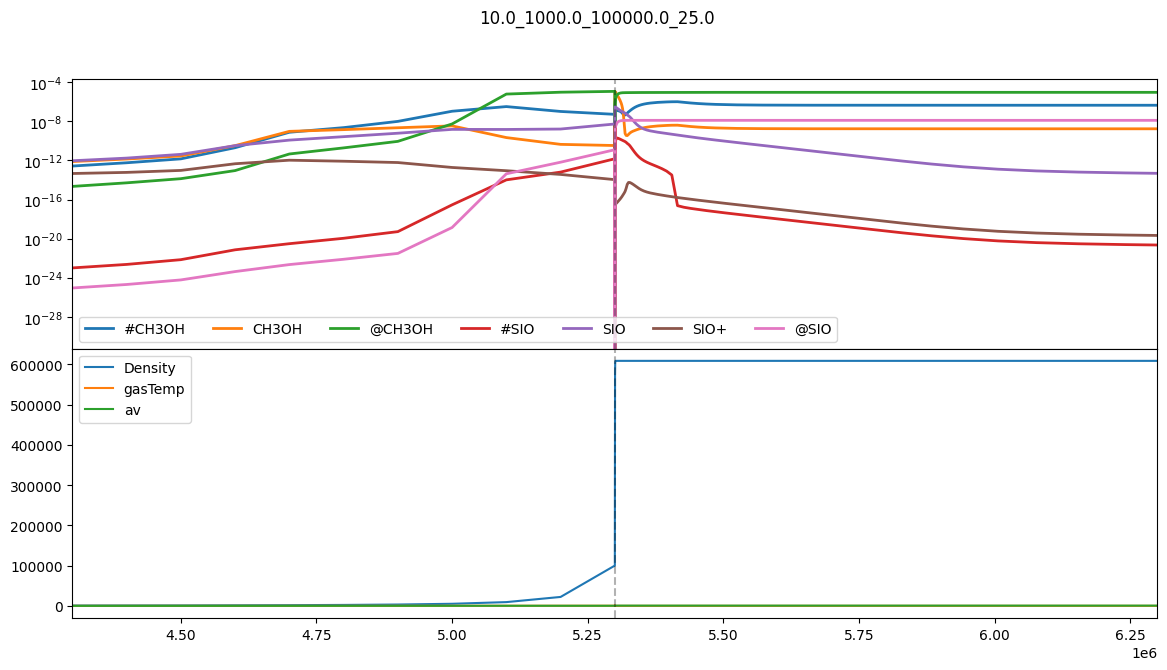 10.0_1000.0_100000.0_25.0
10^-4
10^-8
10^-12
10^-16
10^-20
10^-24
10^-28
#CH3OH CH3OH @CH3OH #SIO SIO SIO+ @SIO
Density
gasTemp
av
600000
500000
400000
300000
200000
100000
0
4.50 4.75 5.00 5.25 5.50 5.75 6.00 6.25
1e6